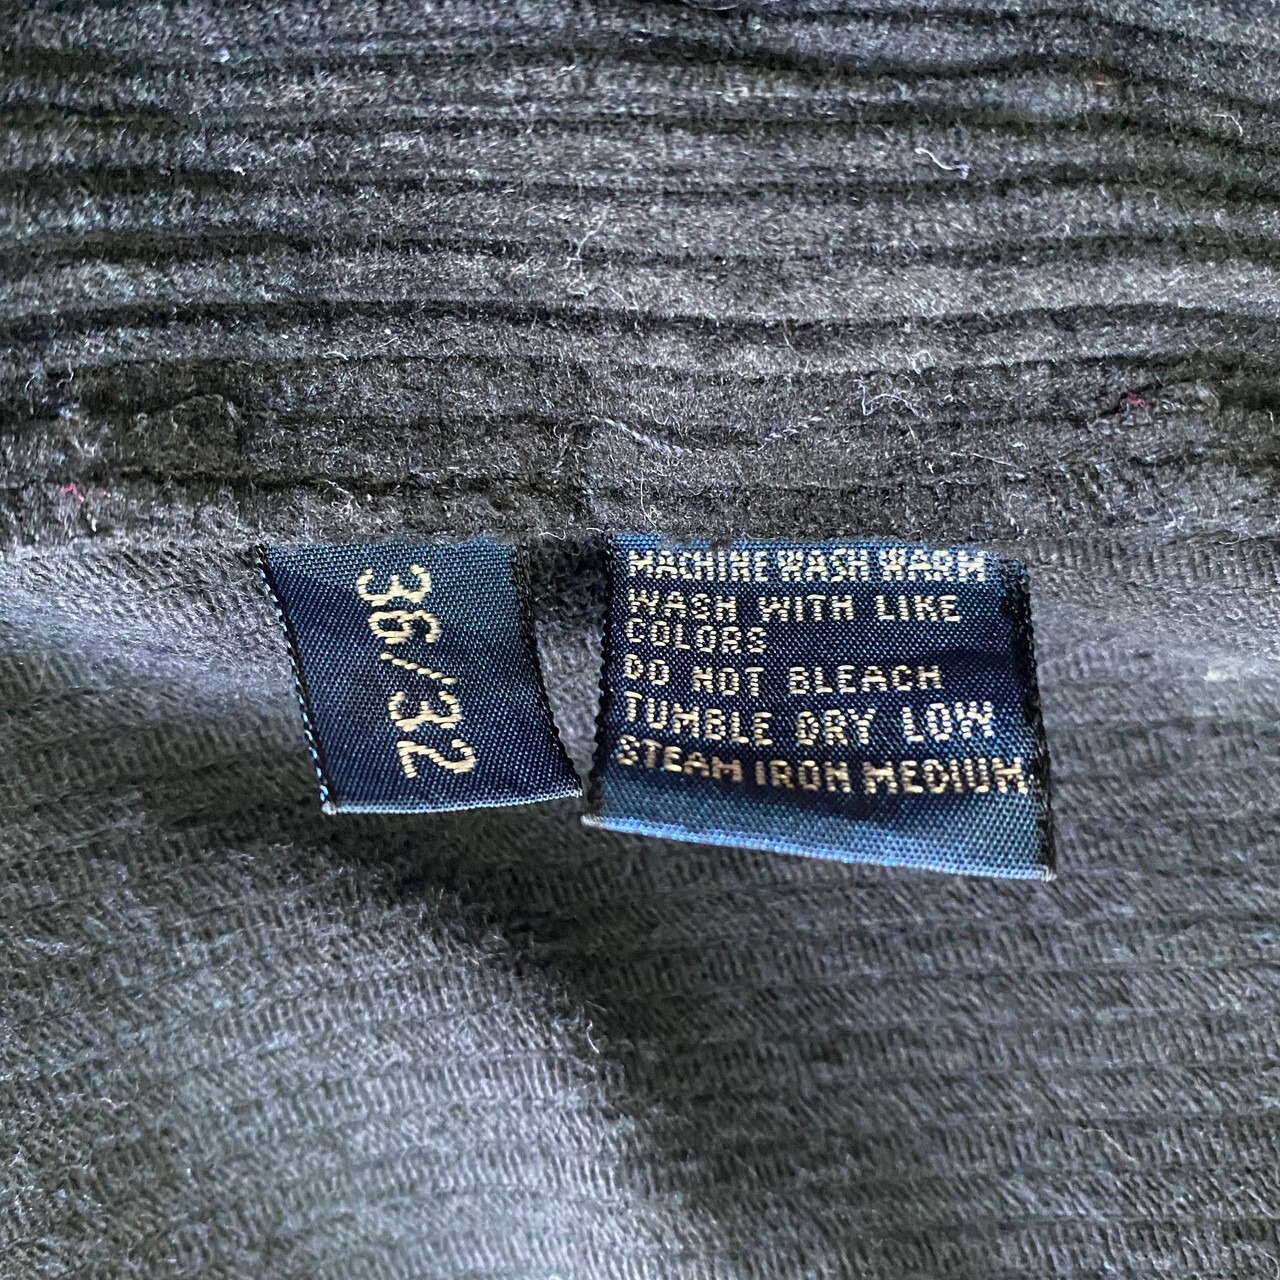 36/32
MACHINE WASH WARM
WASH WITH LIKE
COLORS
DO NOT BLEACH
TUMBLE DRY LOW
STEAM IRON MEDIUM